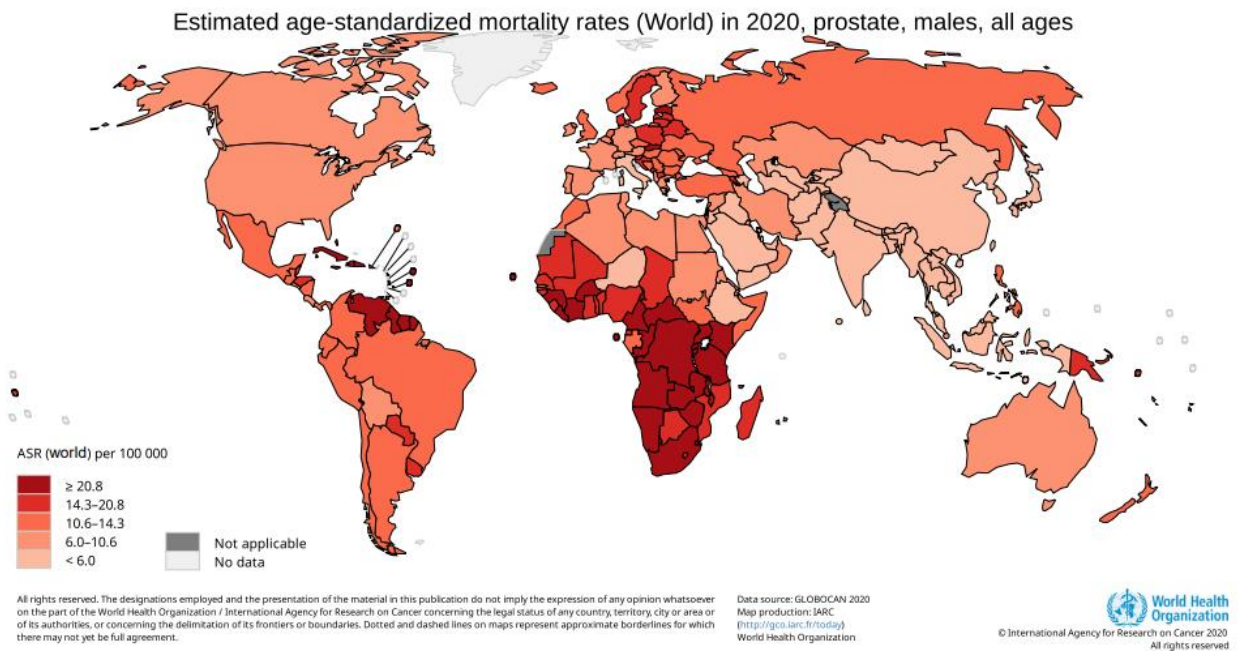 Estimated age-standardized mortality rates (World) in 2020, prostate, males, all ages
ASR (world) per 100 000
≥ 20.8
14.3–20.8
10.6–14.3
6.0–10.6
< 6.0
Not applicable
No data
All rights reserved. The designations employed and the presentation of the material in this publication do not imply the expression of any opinion whatsoever
on the part of the World Health Organization / International Agency for Research on Cancer concerning the legal status of any country, territory, city or area or
of its authorities, or concerning the delimitation of its frontiers or boundaries. Dotted and dashed lines on maps represent approximate borderlines for which
there may not yet be full agreement.
Data source: GLOBOCAN 2020
Map production: IARC
(http://gco.iarc.fr/today)
World Health Organization
World Health
Organization
© International Agency for Research on Cancer 2020
All rights reserved